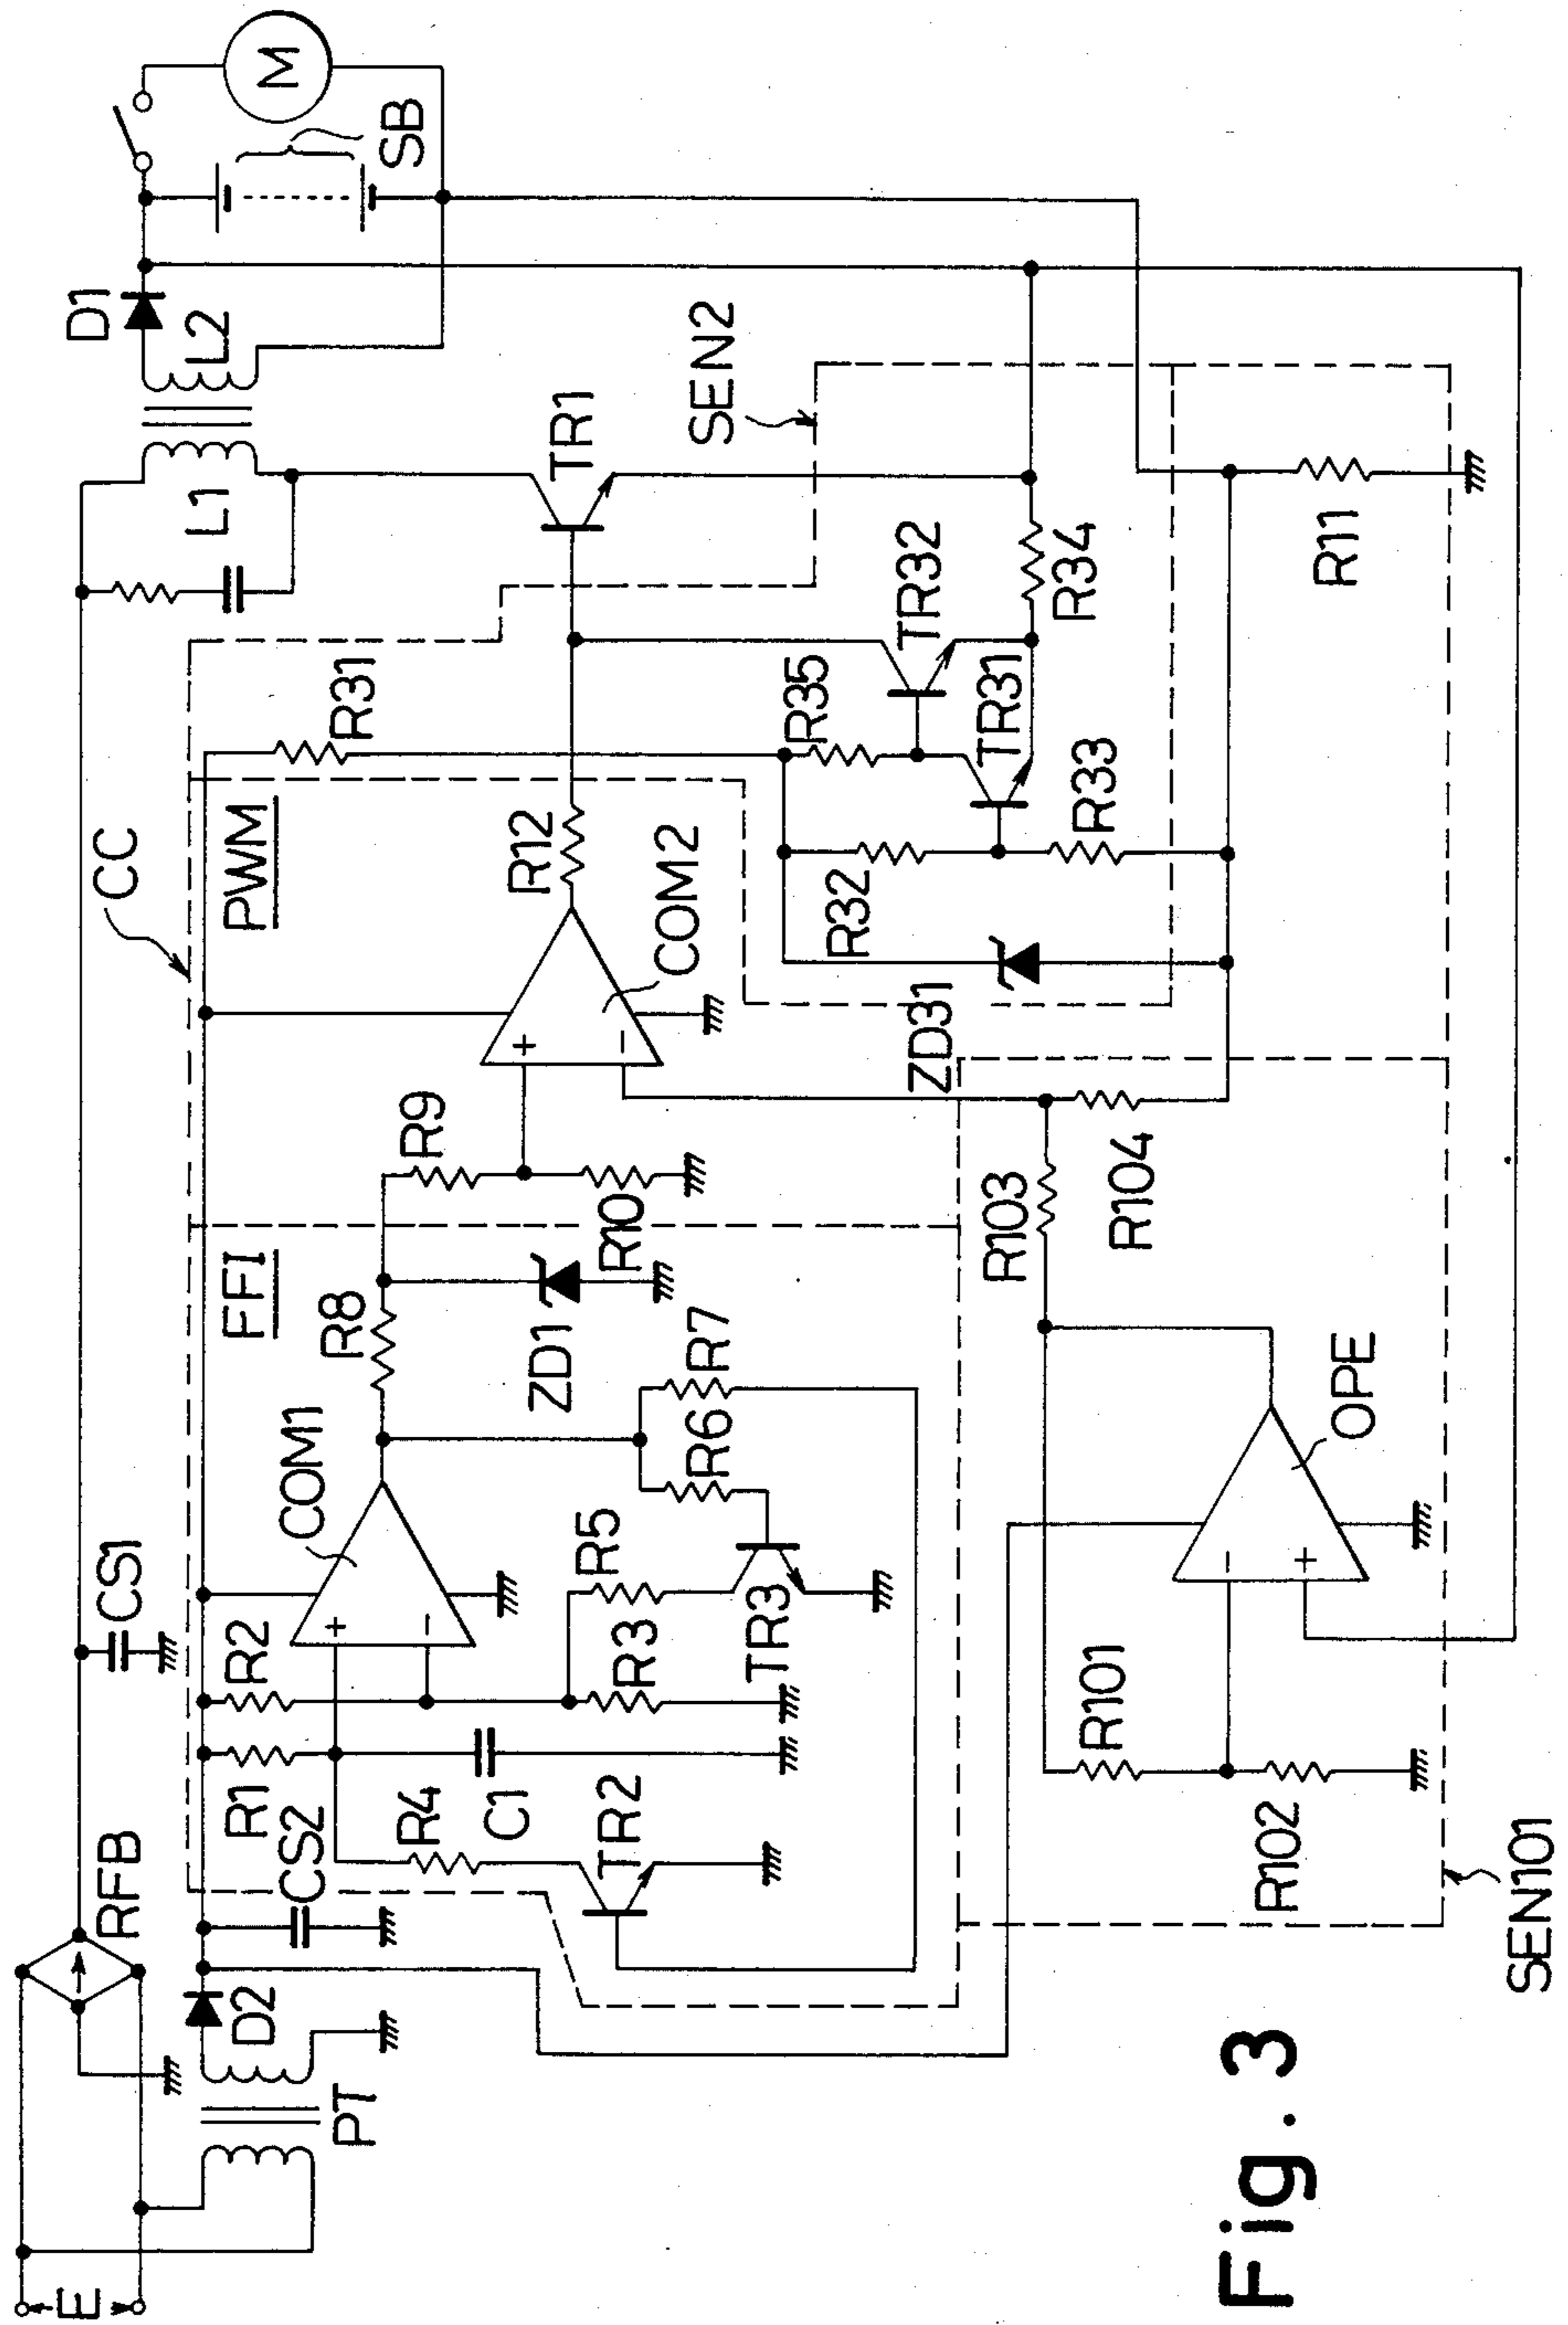 E
RFB
CS1
PT
D2
CS2
R1
R2
COM1
+
−
R4
C1
TR2
R3
R5
TR3
R6
R7
R8
ZD1
FFI
CC
PWM
R9
R10
+
−
COM2
R12
R31
L1
L2
D1
M
SB
TR1
SEN2
R35
TR32
TR31
R34
R32
R33
ZD31
R11
R103
R104
OPE
−
+
R101
R102
SEN101
Fig. 3